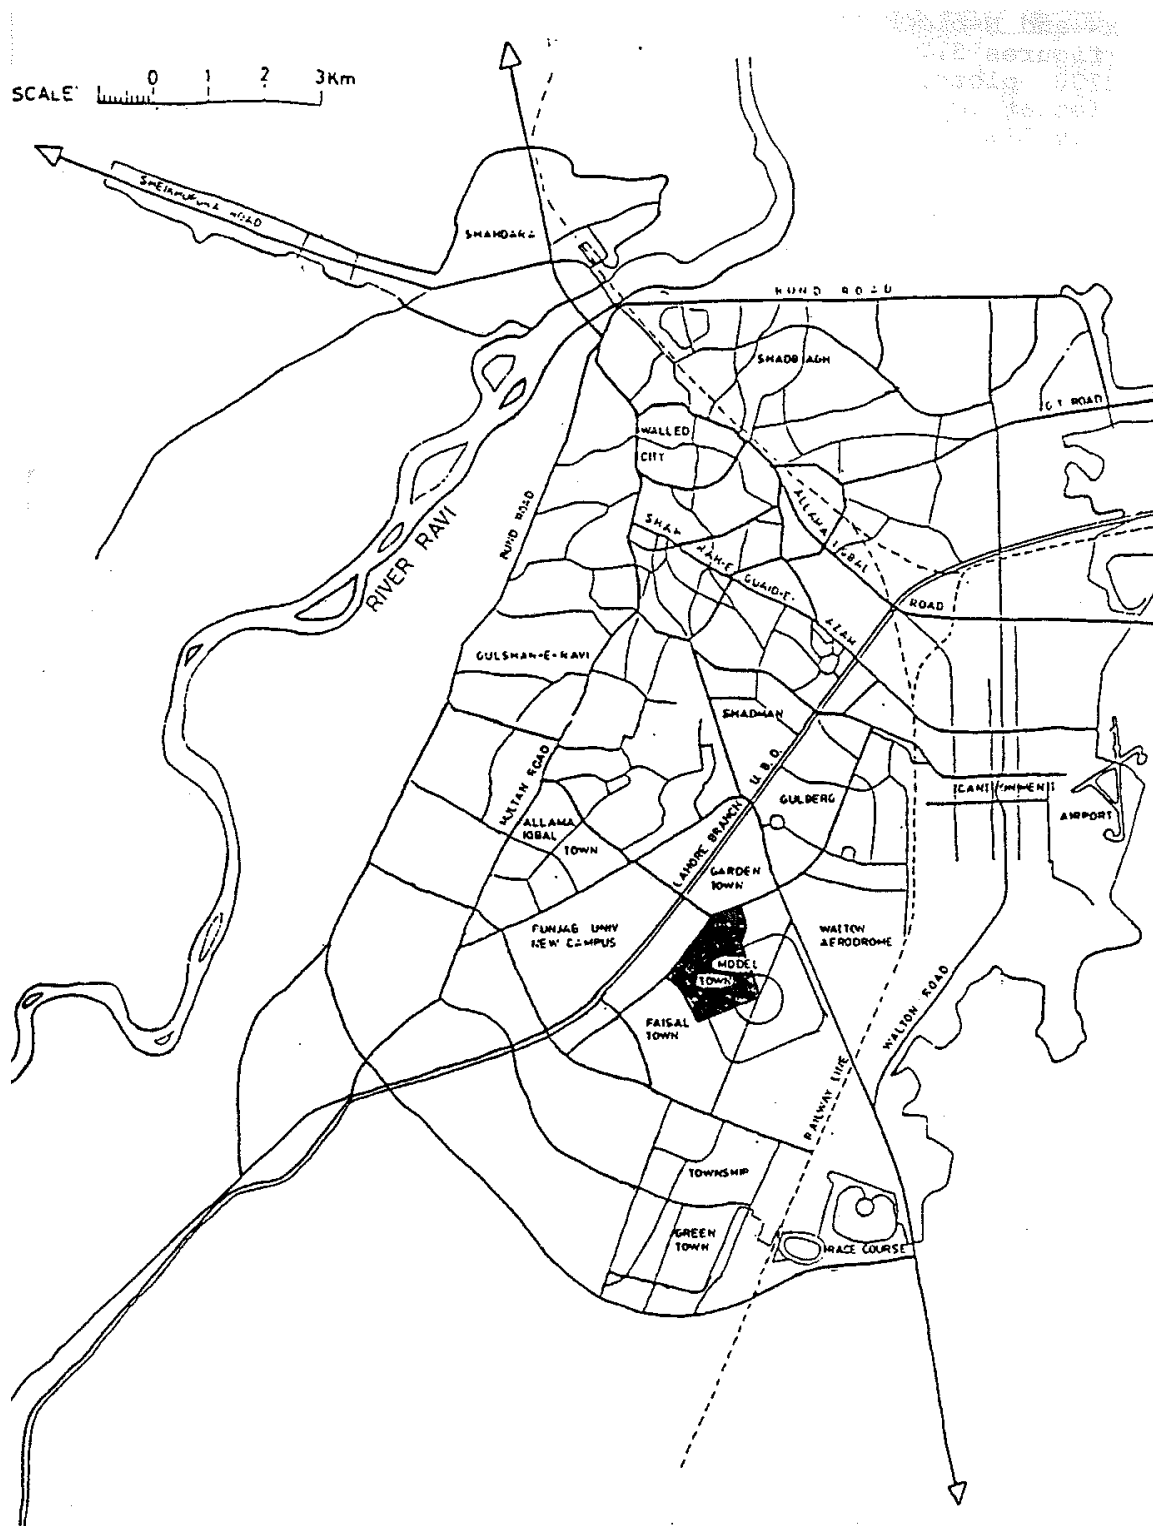 SCALE
0 1 2 3Km
SHEIKHUPURA ROAD
SHAHDARA
BUND ROAD
SHADBAGH
G.T. ROAD
WALLED
CITY
RIVER RAVI
BUND ROAD
SHAH RAH-E QUAID-E- AZAM
ALLAMA IQBAL
ROAD
GULSHAN-E-RAVI
SHADMAN
MULTAN ROAD
LAHORE BRANCH U. B. D.
GULBERG
CANTONMENT
AIRPORT
ALLAMA
IQBAL
TOWN
GARDEN
TOWN
PUNJAB UNIV
NEW CAMPUS
WALTON
AERODROME
MODEL
TOWN
FAISAL
TOWN
WALTON ROAD
RAILWAY LINE
TOWNSHIP
GREEN
TOWN
RACE COURSE